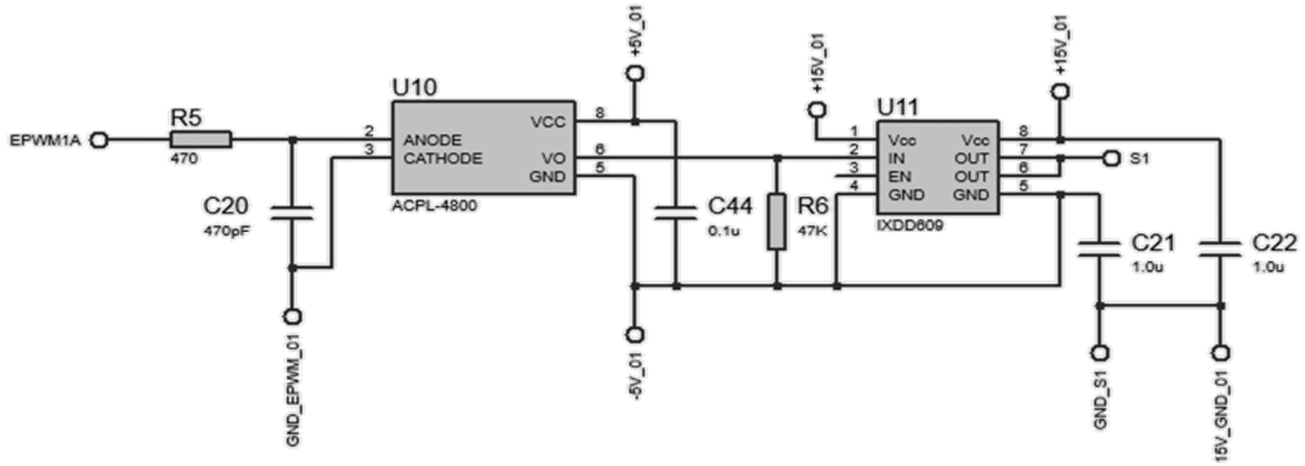 EPWM1A
R5
470
C20
470pF
GND_EPWM_01
U10
2
3
ANODE
CATHODE
VCC
VO
GND
8
6
5
ACPL-4800
+5V_01
C44
0.1u
-5V_01
R6
47K
+15V_01
U11
1
2
3
4
Vcc
IN
EN
GND
Vcc
OUT
OUT
GND
8
7
6
5
IXDD609
+15V_01
S1
C21
1.0u
C22
1.0u
GND_S1
15V_GND_01